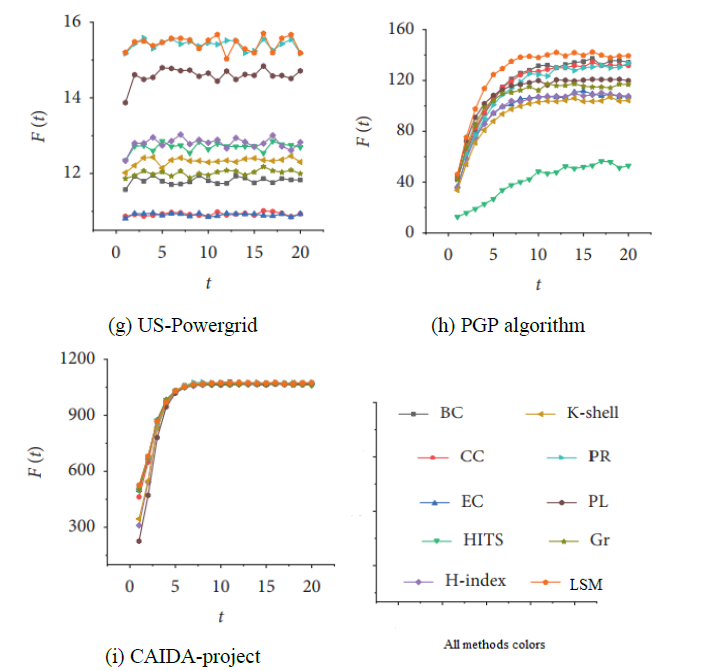 16
14
12
F (t)
0 5 10 15 20
t
(g) US-Powergrid
160
120
80
40
0
F (t)
0 5 10 15 20
t
(h) PGP algorithm
1200
900
600
300
F (t)
0 5 10 15 20
t
(i) CAIDA-project
BC K-shell
CC PR
EC PL
HITS Gr
H-index LSM
All methods colors